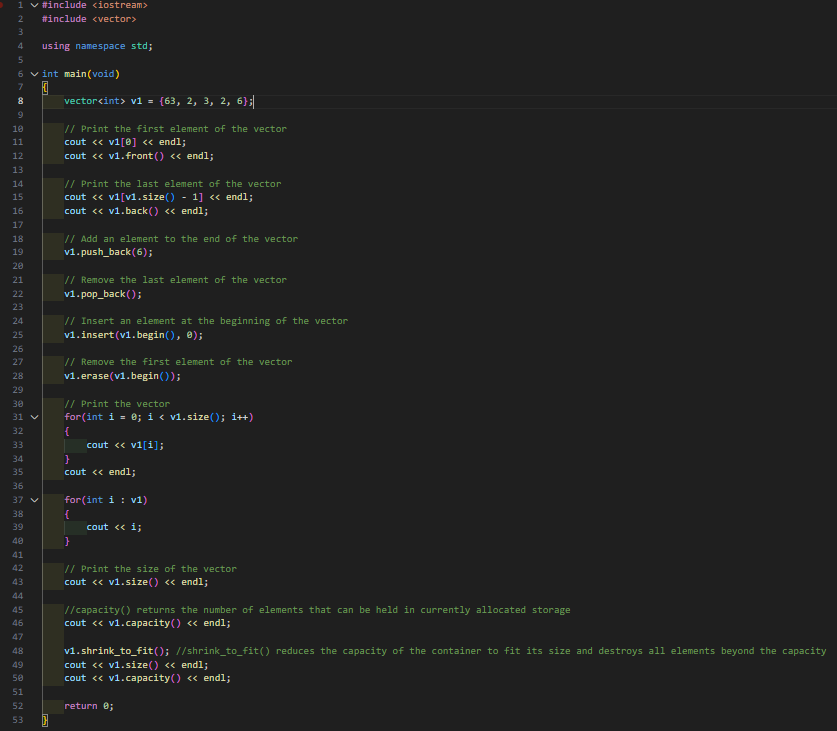 1 #include <iostream>
2 #include <vector>
3
4 using namespace std;
5
6 int main(void)
7 {
8 vector<int> v1 = {63, 2, 3, 2, 6};
9
10 // Print the first element of the vector
11 cout << v1[0] << endl;
12 cout << v1.front() << endl;
13
14 // Print the last element of the vector
15 cout << v1[v1.size() - 1] << endl;
16 cout << v1.back() << endl;
17
18 // Add an element to the end of the vector
19 v1.push_back(6);
20
21 // Remove the last element of the vector
22 v1.pop_back();
23
24 // Insert an element at the beginning of the vector
25 v1.insert(v1.begin(), 0);
26
27 // Remove the first element of the vector
28 v1.erase(v1.begin());
29
30 // Print the vector
31 for(int i = 0; i < v1.size(); i++)
32 {
33 cout << v1[i];
34 }
35 cout << endl;
36
37 for(int i : v1)
38 {
39 cout << i;
40 }
41
42 // Print the size of the vector
43 cout << v1.size() << endl;
44
45 //capacity() returns the number of elements that can be held in currently allocated storage
46 cout << v1.capacity() << endl;
47
48 v1.shrink_to_fit(); //shrink_to_fit() reduces the capacity of the container to fit its size and destroys all elements beyond the capacity
49 cout << v1.size() << endl;
50 cout << v1.capacity() << endl;
51
52 return 0;
53 }